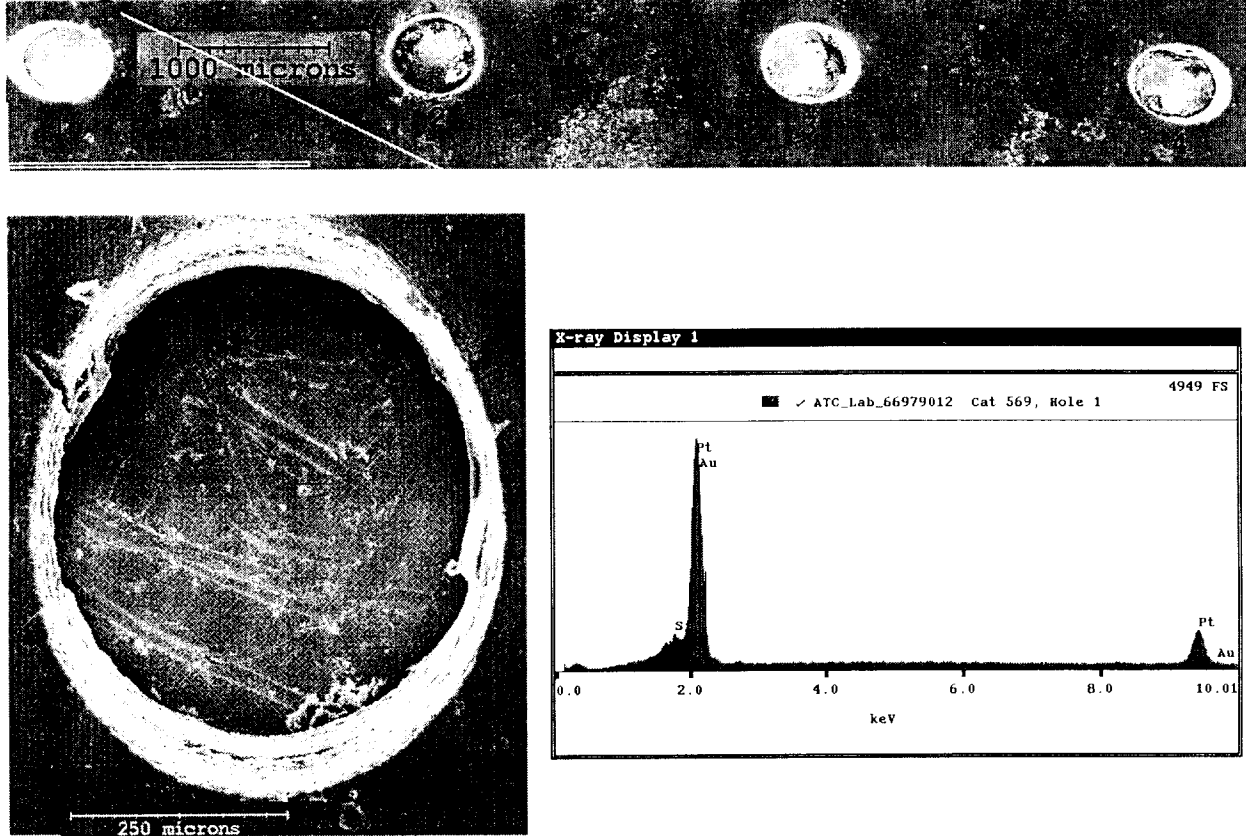 1000 microns
250 microns
X-ray Display 1
4949 FS
✓ ATC_Lab_66979012 Cat 569, Hole 1
Pt
Au
S
Pt
Au
0.0 2.0 4.0 6.0 8.0 10.01
keV